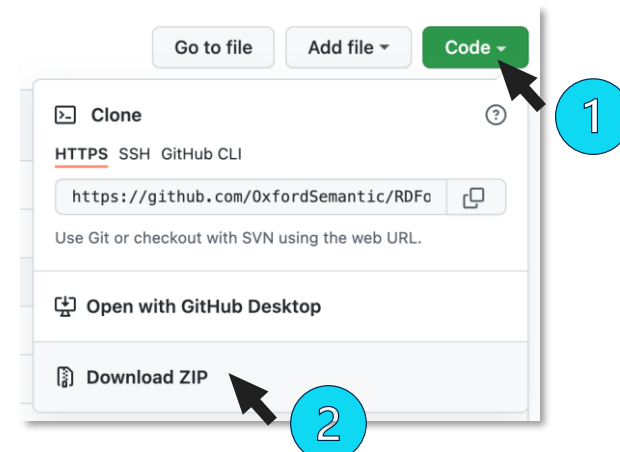 Go to file Add file Code
1
Clone
HTTPS SSH GitHub CLI
https://github.com/OxfordSemantic/RDFo
Use Git or checkout with SVN using the web URL.
Open with GitHub Desktop
Download ZIP
2